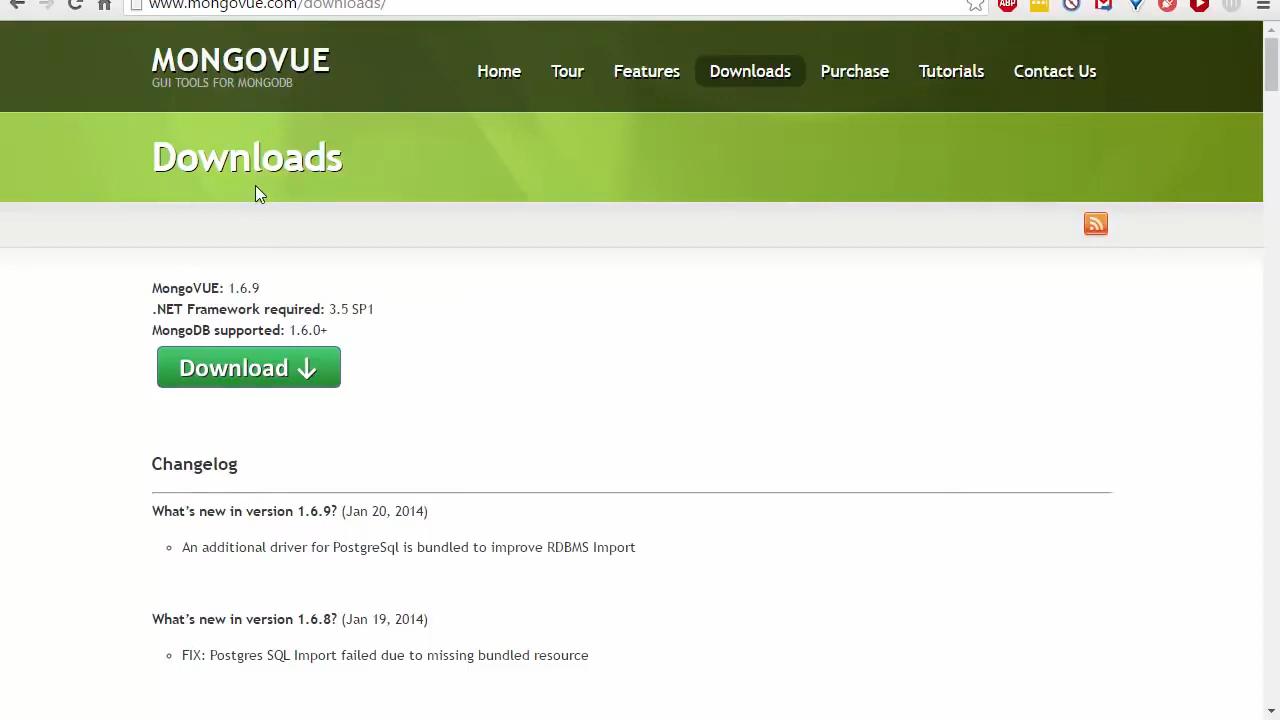 www.mongovue.com/downloads/
ABP
MONGOVUE
GUI TOOLS FOR MONGODB
Home Tour Features Downloads Purchase Tutorials Contact Us
Downloads
MongoVUE: 1.6.9
.NET Framework required: 3.5 SP1
MongoDB supported: 1.6.0+
Download ↓
Changelog
What's new in version 1.6.9? (Jan 20, 2014)
An additional driver for PostgreSql is bundled to improve RDBMS Import
What's new in version 1.6.8? (Jan 19, 2014)
FIX: Postgres SQL Import failed due to missing bundled resource